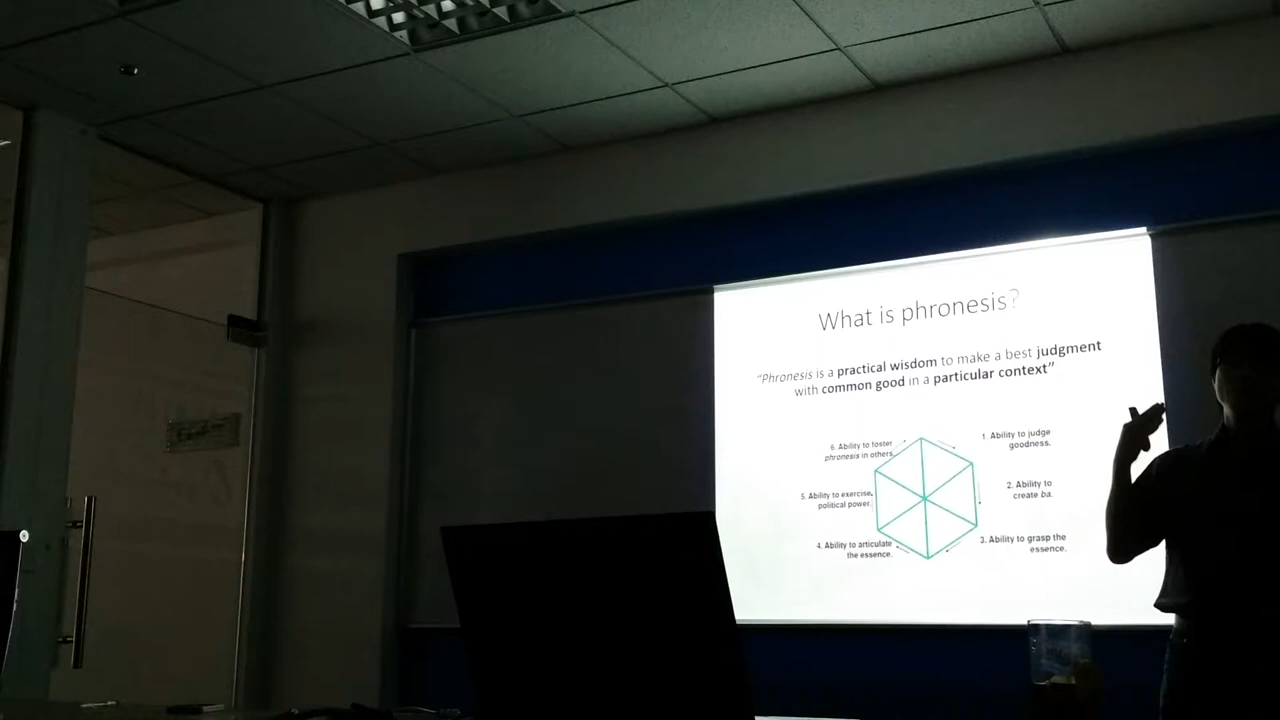 What is phronesis?
"Phronesis is a practical wisdom to make a best judgment
with common good in a particular context"
1. Ability to judge
goodness.
2. Ability to
create ba.
3. Ability to grasp the
essence.
4. Ability to articulate
the essence.
5. Ability to exercise
political power.
6. Ability to foster
phronesis in others.